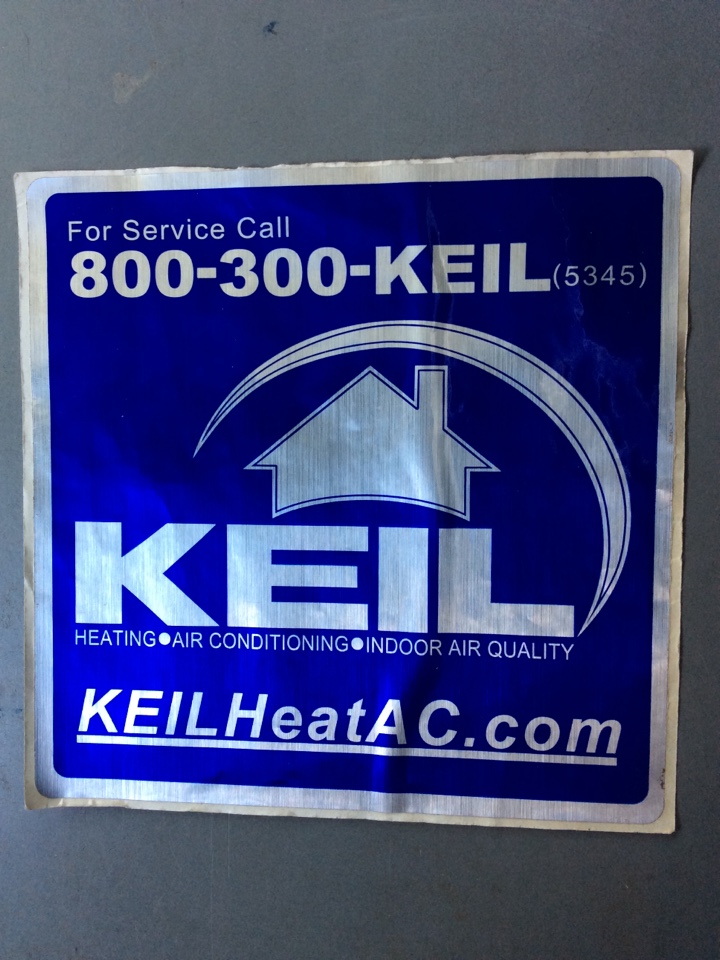 For Service Call
800-300-KEIL(5345)
KEIL
HEATING●AIR CONDITIONING●INDOOR AIR QUALITY
KEILHeatAC.com